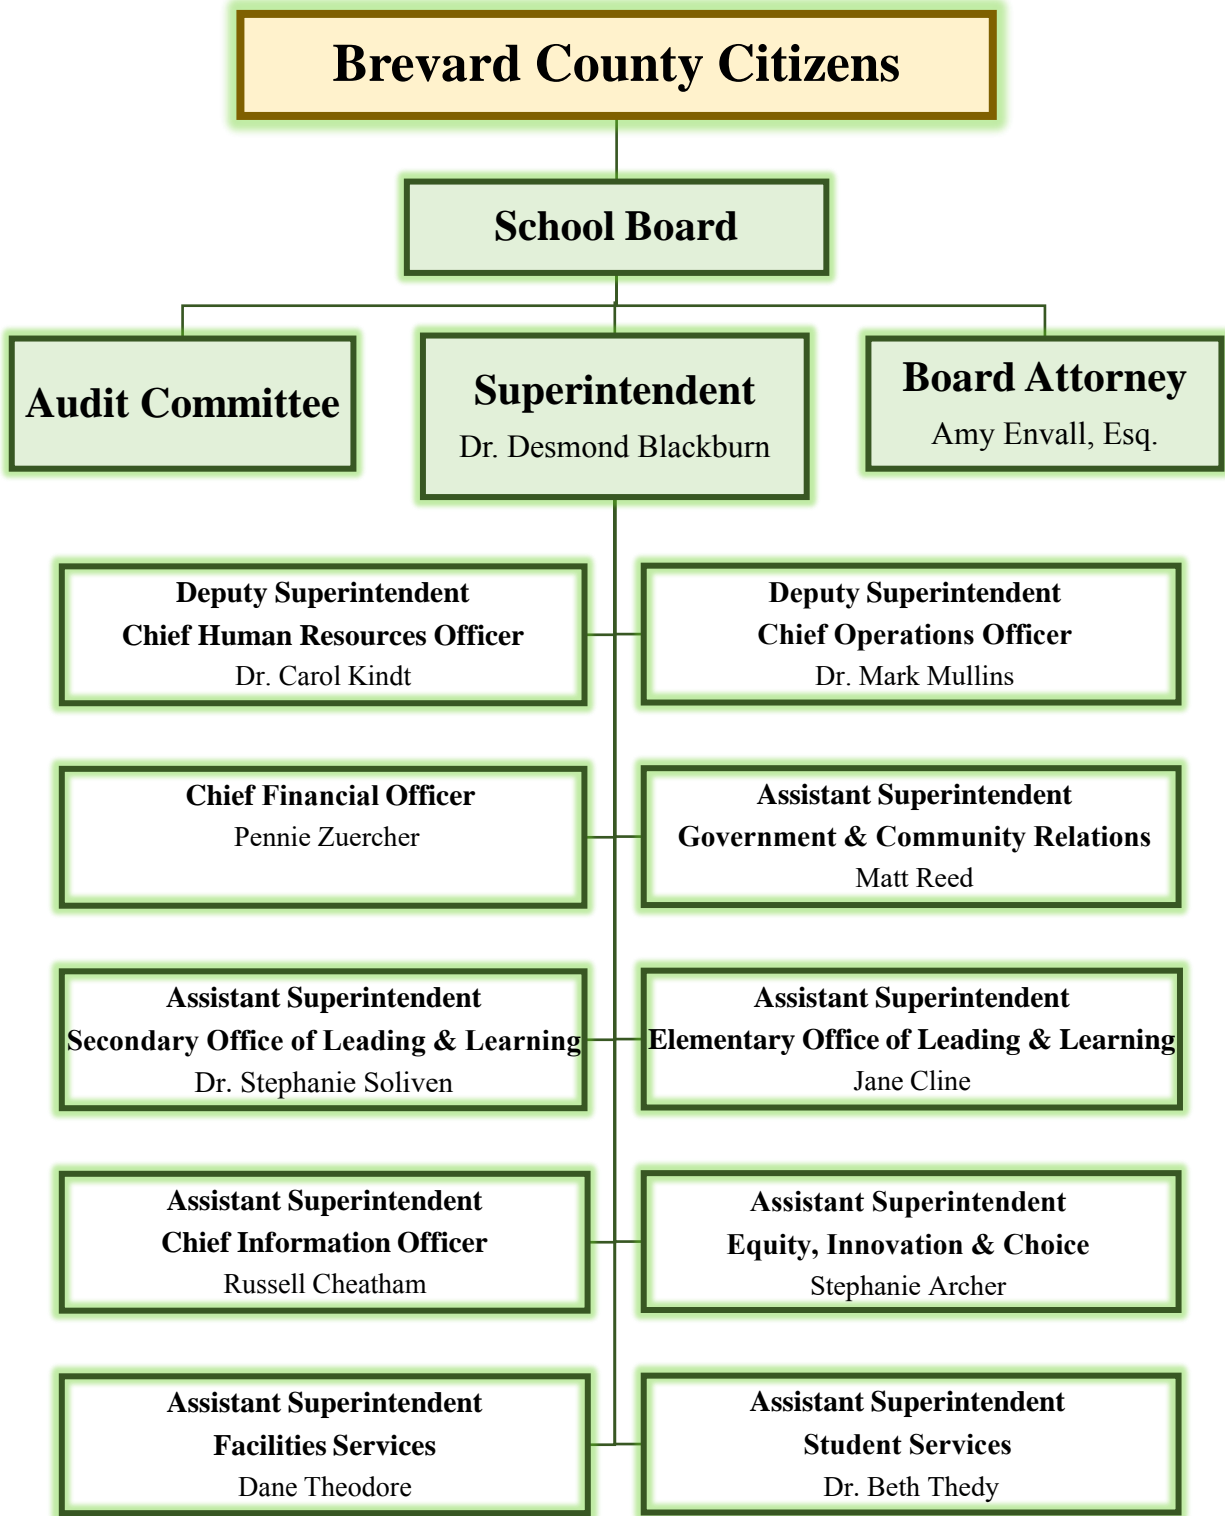 Brevard County Citizens
School Board
Audit Committee
Superintendent
Dr. Desmond Blackburn
Board Attorney
Amy Envall, Esq.
Deputy Superintendent
Chief Human Resources Officer
Dr. Carol Kindt
Deputy Superintendent
Chief Operations Officer
Dr. Mark Mullins
Chief Financial Officer
Pennie Zuercher
Assistant Superintendent
Government & Community Relations
Matt Reed
Assistant Superintendent
Secondary Office of Leading & Learning
Dr. Stephanie Soliven
Assistant Superintendent
Elementary Office of Leading & Learning
Jane Cline
Assistant Superintendent
Chief Information Officer
Russell Cheatham
Assistant Superintendent
Equity, Innovation & Choice
Stephanie Archer
Assistant Superintendent
Facilities Services
Dane Theodore
Assistant Superintendent
Student Services
Dr. Beth Thedy